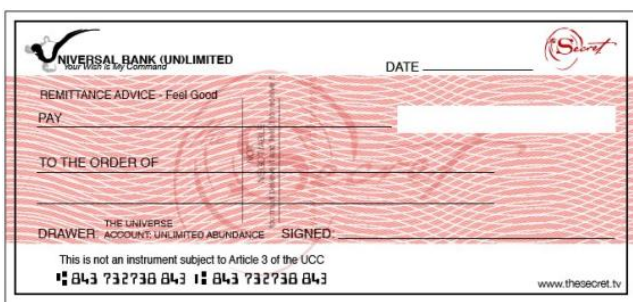 UNIVERSAL BANK (UN)LIMITED
Your Wish is My Command
The Secret
DATE
REMITTANCE ADVICE - Feel Good
PAY
TO THE ORDER OF
THE UNIVERSE
DRAWER ACCOUNT: UNLIMITED ABUNDANCE SIGNED:
This is not an instrument subject to Article 3 of the UCC
843 732738 843 843 732738 843
www.thesecret.tv